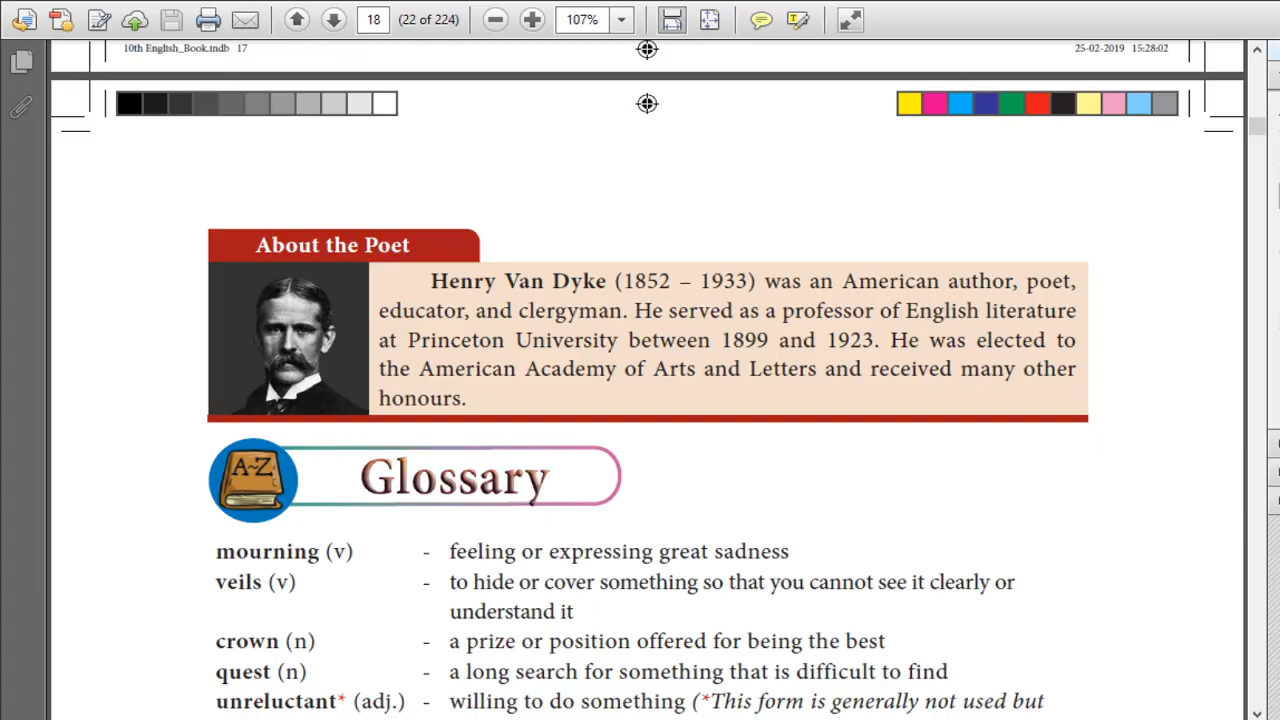 18 (22 of 224) 107%
10th English_Book.indb 17 25-02-2019 15:28:02
About the Poet
Henry Van Dyke (1852 – 1933) was an American author, poet,
educator, and clergyman. He served as a professor of English literature
at Princeton University between 1899 and 1923. He was elected to
the American Academy of Arts and Letters and received many other
honours.
A-Z
Glossary
mourning (v) - feeling or expressing great sadness
veils (v) - to hide or cover something so that you cannot see it clearly or
understand it
crown (n) - a prize or position offered for being the best
quest (n) - a long search for something that is difficult to find
unreluctant* (adj.) - willing to do something (*This form is generally not used but